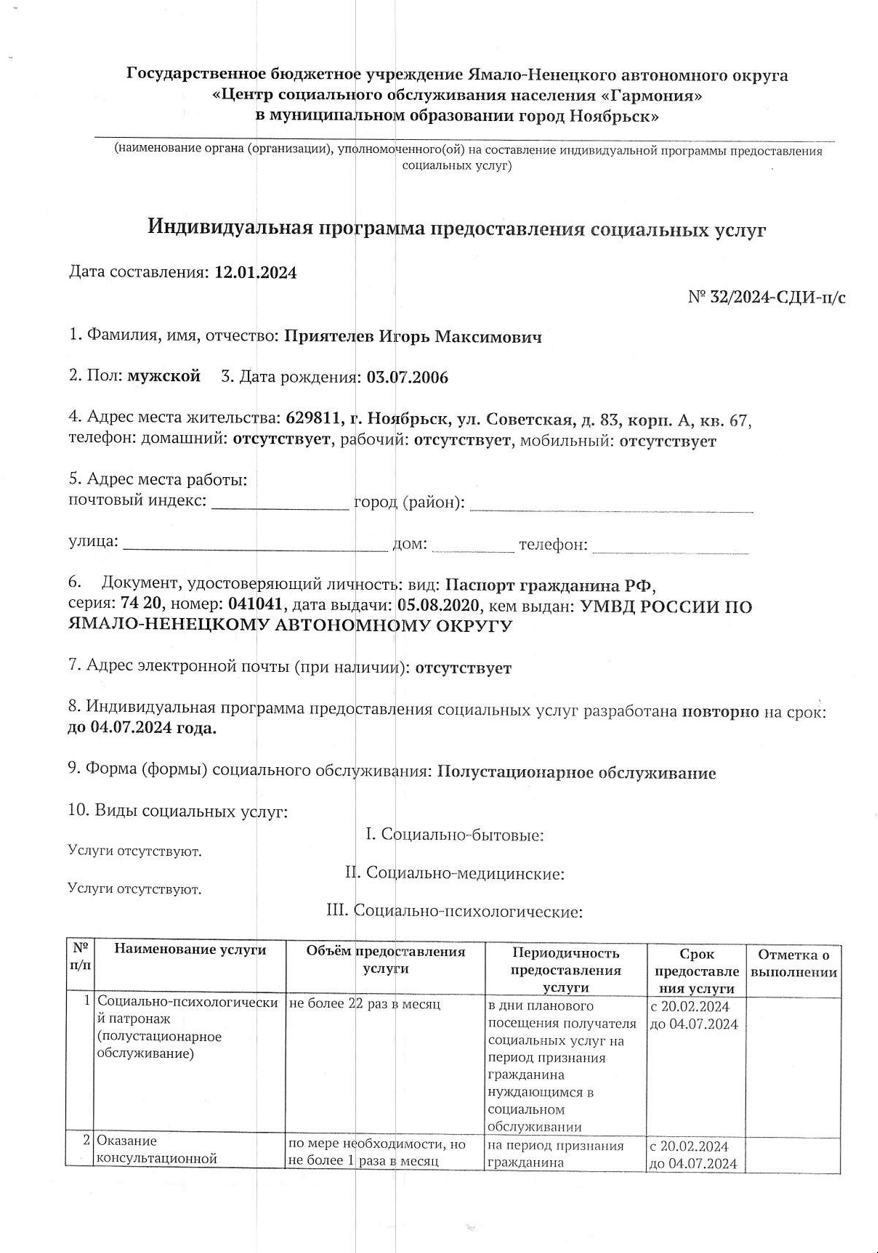 Государственное бюджетное учреждение Ямало-Ненецкого автономного округа
«Центр социального обслуживания населения «Гармония»
в муниципальном образовании город Ноябрьск»
(наименование органа (организации), уполномоченного(ой) на составление индивидуальной программы предоставления
социальных услуг)
Индивидуальная программа предоставления социальных услуг
Дата составления: 12.01.2024
№ 32/2024-СДИ-п/с
1. Фамилия, имя, отчество: Приятелев Игорь Максимович
2. Пол: мужской 3. Дата рождения: 03.07.2006
4. Адрес места жительства: 629811, г. Ноябрьск, ул. Советская, д. 83, корп. А, кв. 67,
телефон: домашний: отсутствует, рабочий: отсутствует, мобильный: отсутствует
5. Адрес места работы:
почтовый индекс: ______________ город (район): ______________
улица: ______________ дом: ________ телефон: ______________
6. Документ, удостоверяющий личность: вид: Паспорт гражданина РФ,
серия: 74 20, номер: 041041, дата выдачи: 05.08.2020, кем выдан: УМВД РОССИИ ПО
ЯМАЛО-НЕНЕЦКОМУ АВТОНОМНОМУ ОКРУГУ
7. Адрес электронной почты (при наличии): отсутствует
8. Индивидуальная программа предоставления социальных услуг разработана повторно на срок:
до 04.07.2024 года.
9. Форма (формы) социального обслуживания: Полустационарное обслуживание
10. Виды социальных услуг:
I. Социально-бытовые:
Услуги отсутствуют.
II. Социально-медицинские:
Услуги отсутствуют.
III. Социально-психологические:
№ п/п
Наименование услуги
Объём предоставления
услуги
Периодичность
предоставления
услуги
Срок
предоставле
ния услуги
Отметка о
выполнении
1
Социально-психологически
й патронаж
(полустационарное
обслуживание)
не более 22 раз в месяц
в дни планового
посещения получателя
социальных услуг на
период признания
гражданина
нуждающимся в
социальном
обслуживании
с 20.02.2024
до 04.07.2024
2
Оказание
консультационной
по мере необходимости, но
не более 1 раза в месяц
на период признания
гражданина
с 20.02.2024
до 04.07.2024